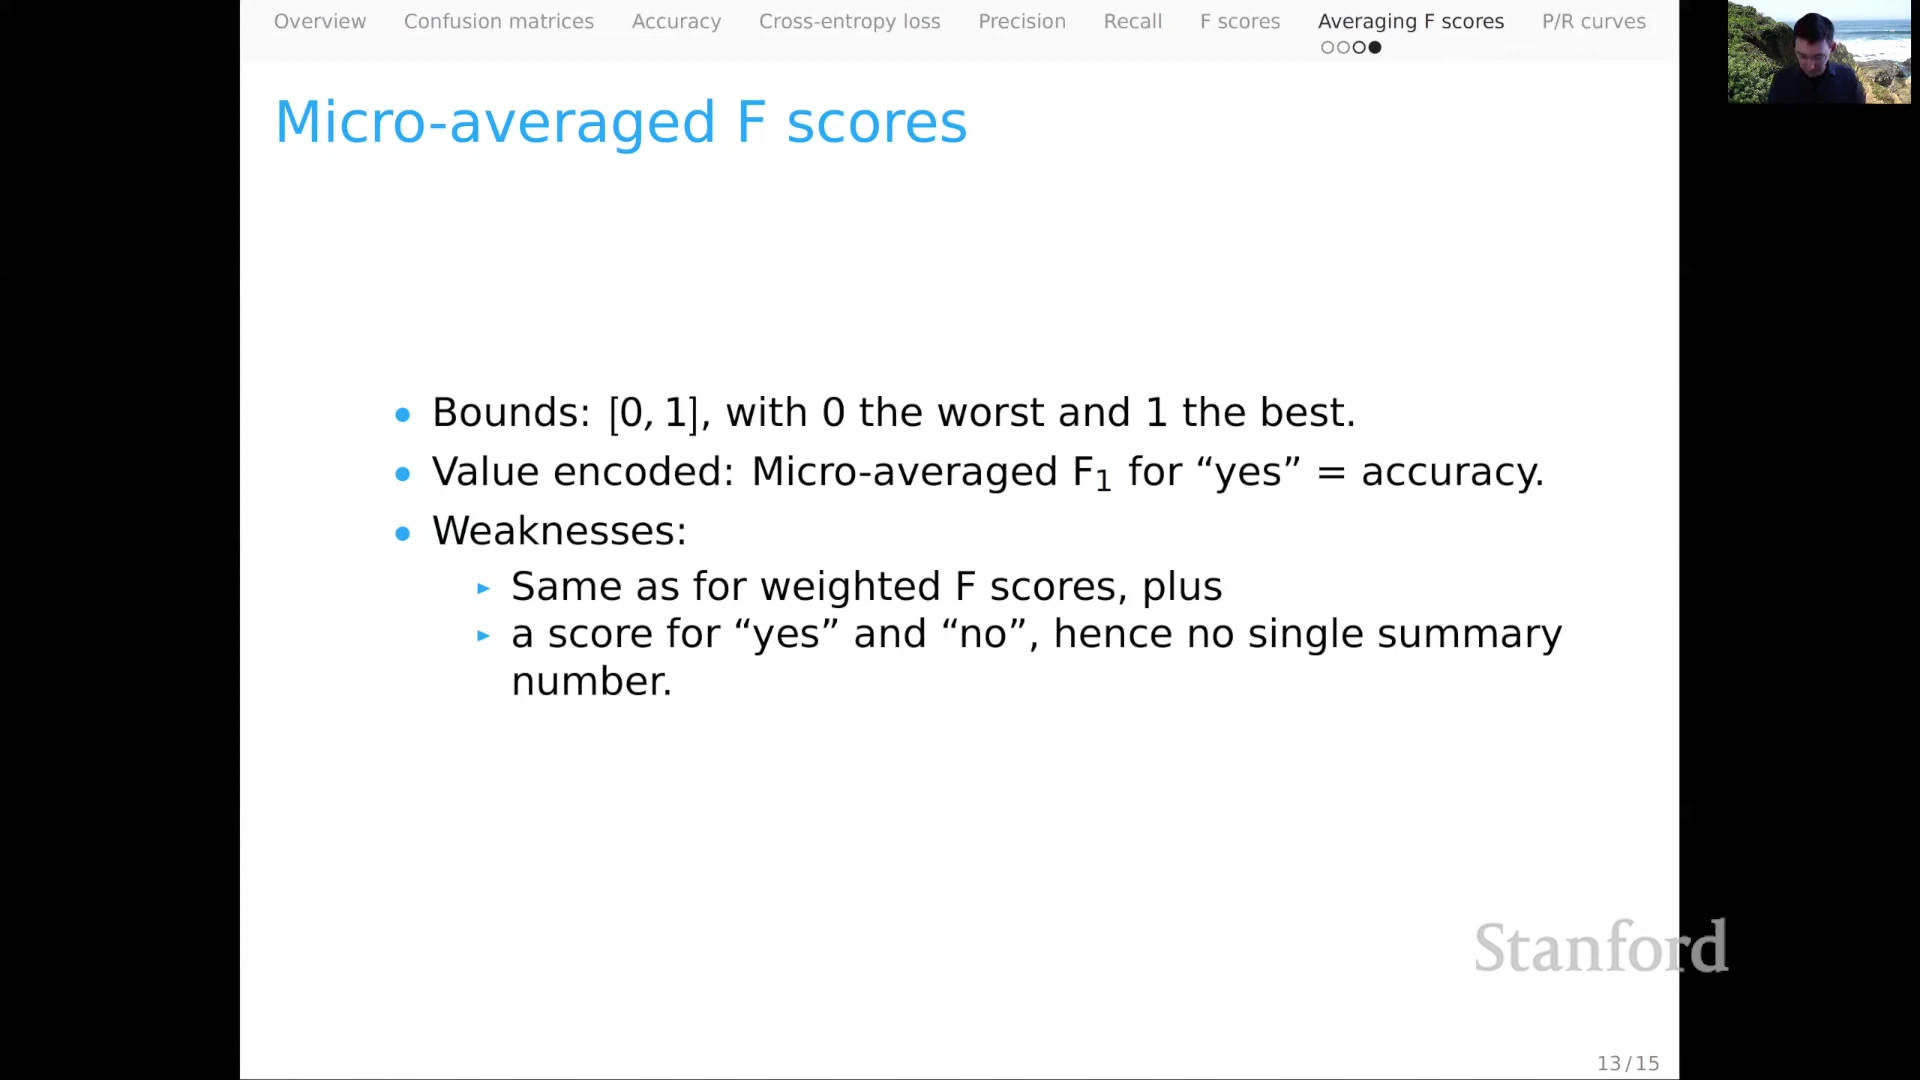 Overview Confusion matrices Accuracy Cross-entropy loss Precision Recall F scores Averaging F scores P/R curves
Micro-averaged F scores
• Bounds: [0, 1], with 0 the worst and 1 the best.
• Value encoded: Micro-averaged F₁ for “yes” = accuracy.
• Weaknesses:
▸ Same as for weighted F scores, plus
▸ a score for “yes” and “no”, hence no single summary
number.
Stanford
13/15